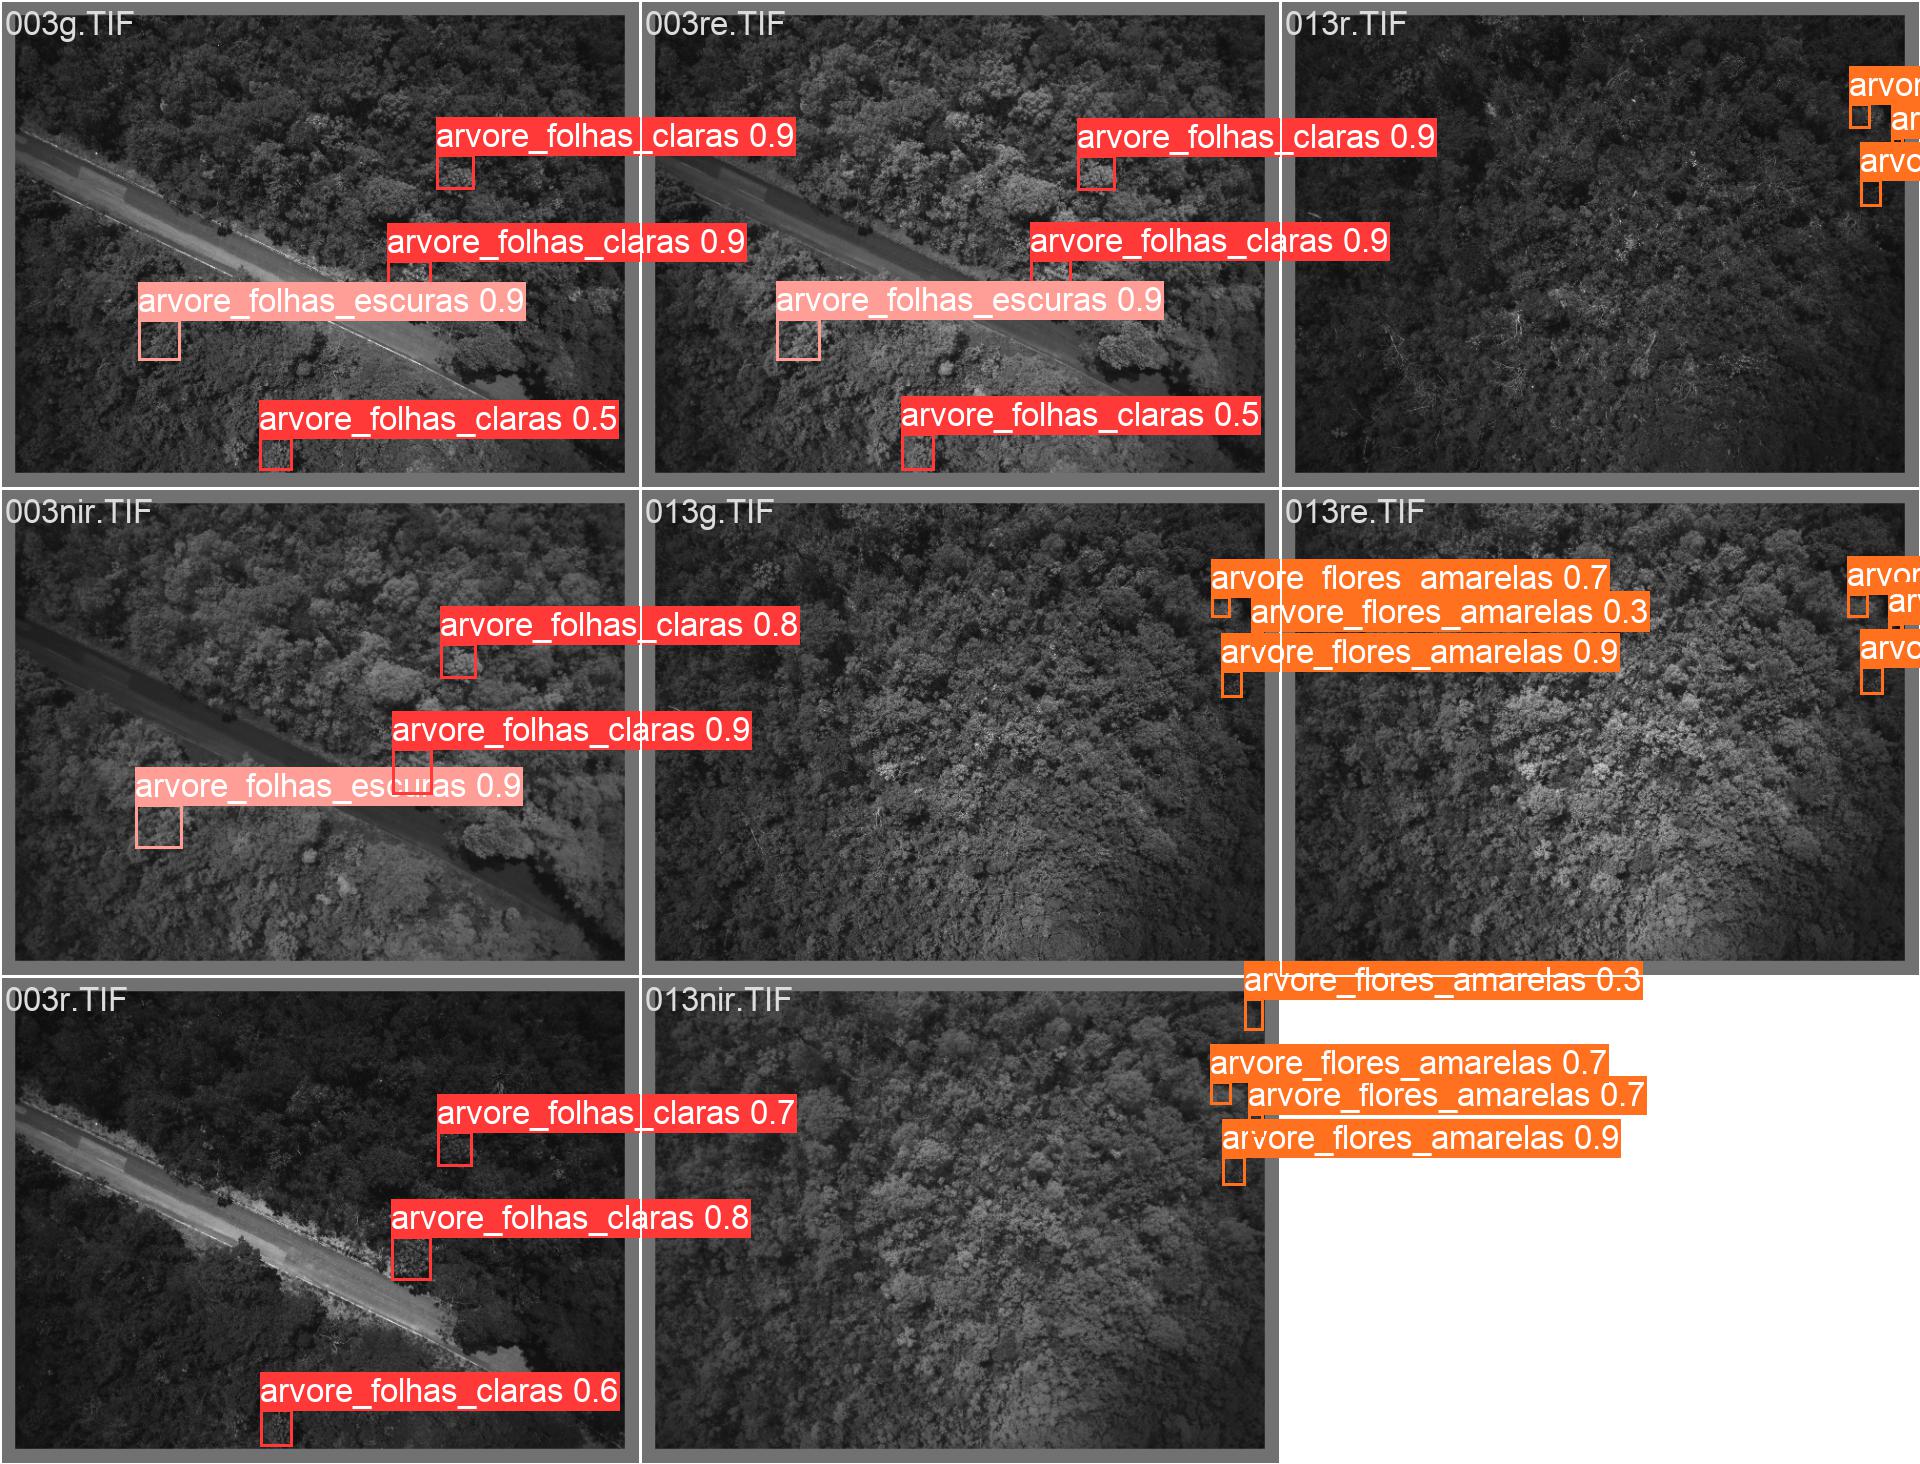 003g.TIF
arvore_folhas_claras 0.9
arvore_folhas_claras 0.9
arvore_folhas_escuras 0.9
arvore_folhas_claras 0.5
003re.TIF
arvore_folhas_claras 0.9
arvore_folhas_claras 0.9
arvore_folhas_escuras 0.9
arvore_folhas_claras 0.5
013r.TIF
arvor
ar
arvo
003nir.TIF
arvore_folhas_claras 0.8
arvore_folhas_claras 0.9
arvore_folhas_escuras 0.9
013g.TIF
arvore_flores_amarelas 0.7
arvore_flores_amarelas 0.3
arvore_flores_amarelas 0.9
013re.TIF
arvor
arv
arvo
003r.TIF
arvore_folhas_claras 0.7
arvore_folhas_claras 0.8
arvore_folhas_claras 0.6
013nir.TIF
arvore_flores_amarelas 0.3
arvore_flores_amarelas 0.7
arvore_flores_amarelas 0.7
arvore_flores_amarelas 0.9